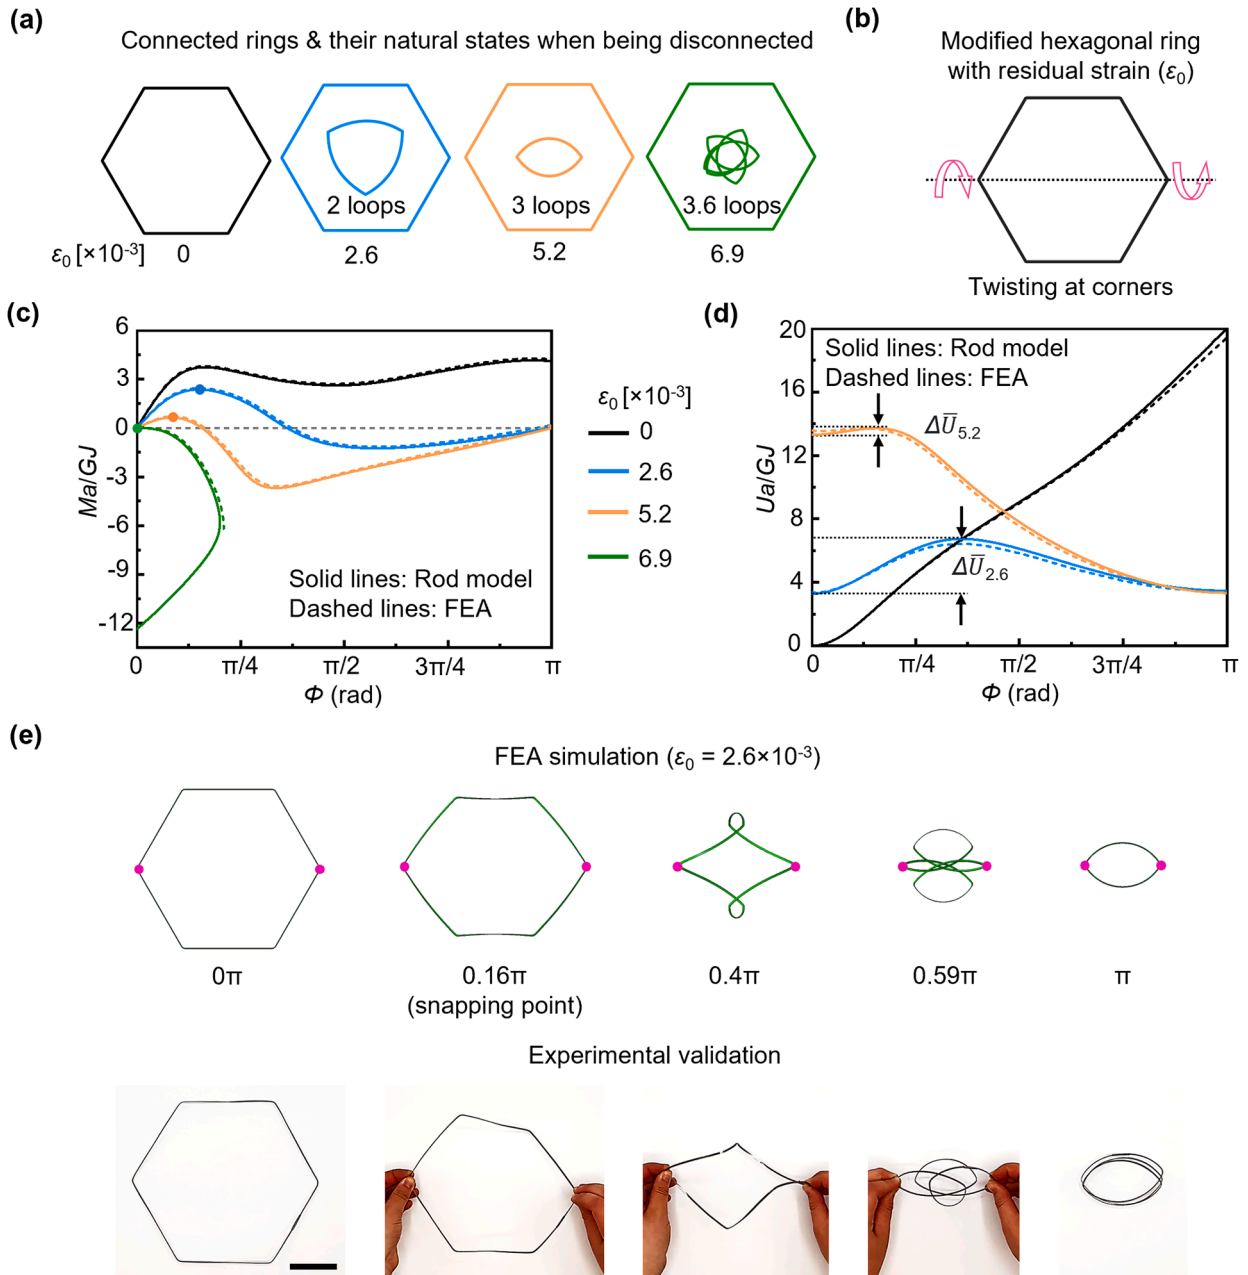 (a)
Connected rings & their natural states when being disconnected
2 loops
3 loops
3.6 loops
ε₀ [×10⁻³]
0
2.6
5.2
6.9
(b)
Modified hexagonal ring
with residual strain (ε₀)
Twisting at corners
(c)
6
3
0
-3
-6
-9
-12
Ma/GJ
Solid lines: Rod model
Dashed lines: FEA
0
π/4
π/2
3π/4
π
Φ (rad)
ε₀ [×10⁻³]
0
2.6
5.2
6.9
(d)
20
16
12
8
4
0
Ua/GJ
Solid lines: Rod model
Dashed lines: FEA
ΔU̅₅.₂
ΔU̅₂.₆
0
π/4
π/2
3π/4
π
Φ (rad)
(e)
FEA simulation (ε₀ = 2.6×10⁻³)
0π
0.16π
(snapping point)
0.4π
0.59π
π
Experimental validation